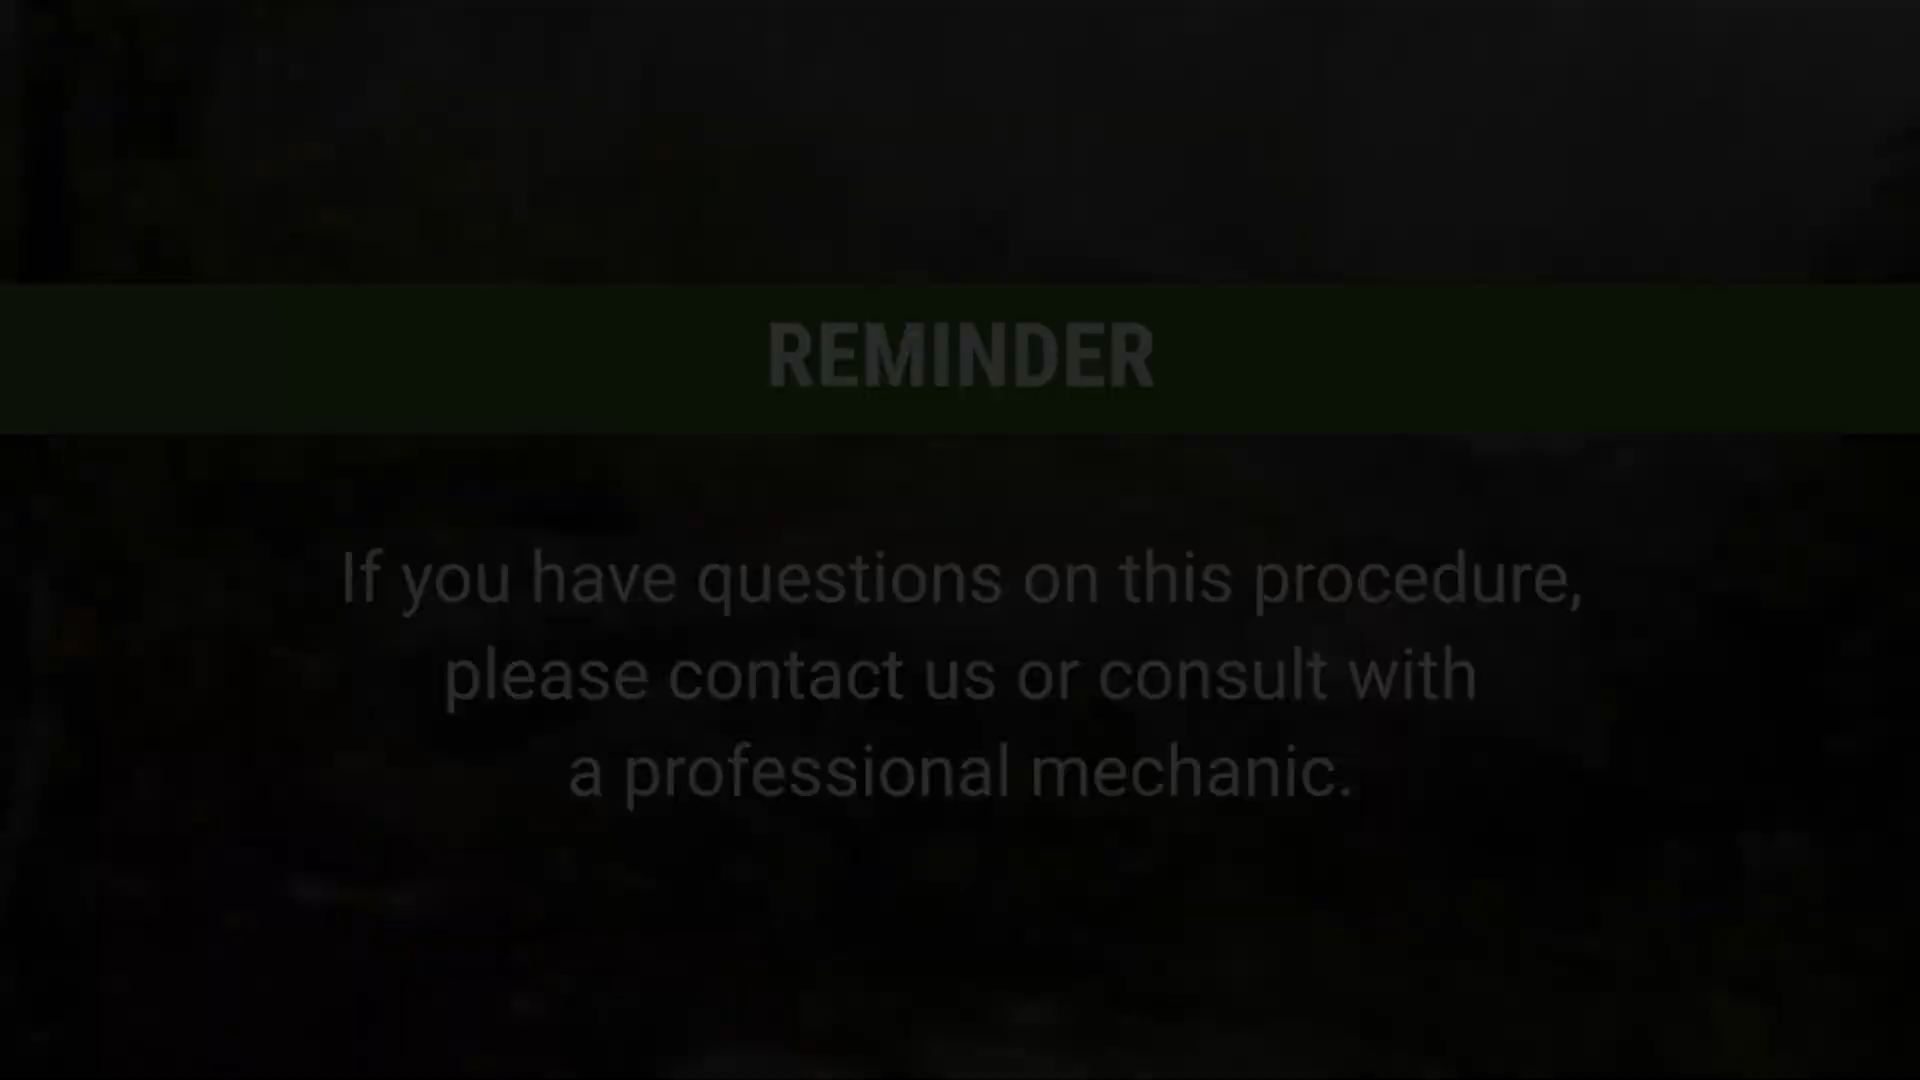 REMINDER
If you have questions on this procedure,
please contact us or consult with
a professional mechanic.